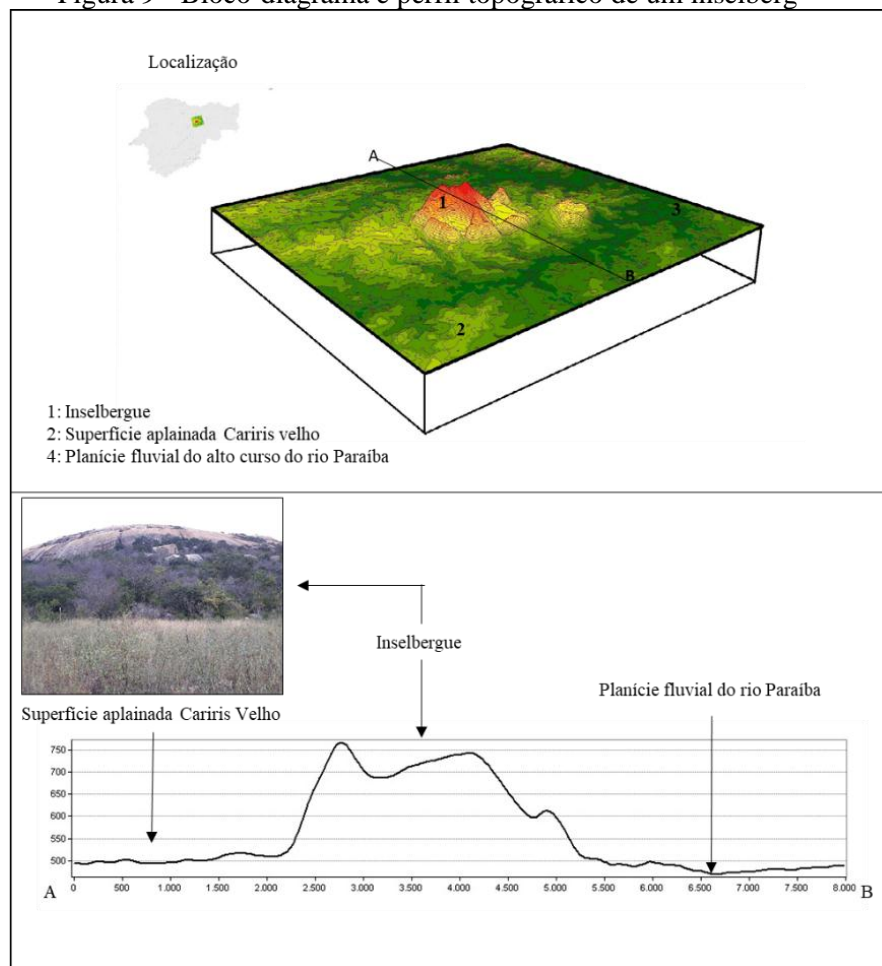 Figura 9 - Bloco-diagrama e perfil topográfico de um inselberg
Localização
A
1
3
B
2
1: Inselbergue
2: Superfície aplainada Cariris velho
4: Planície fluvial do alto curso do rio Paraíba
Inselbergue
Planície fluvial do rio Paraíba
Superfície aplainada Cariris Velho
750
700
650
600
550
500
A 0 500 1.000 1.500 2.000 2.500 3.000 3.500 4.000 4.500 5.000 5.500 6.000 6.500 7.000 7.500 8.000 B